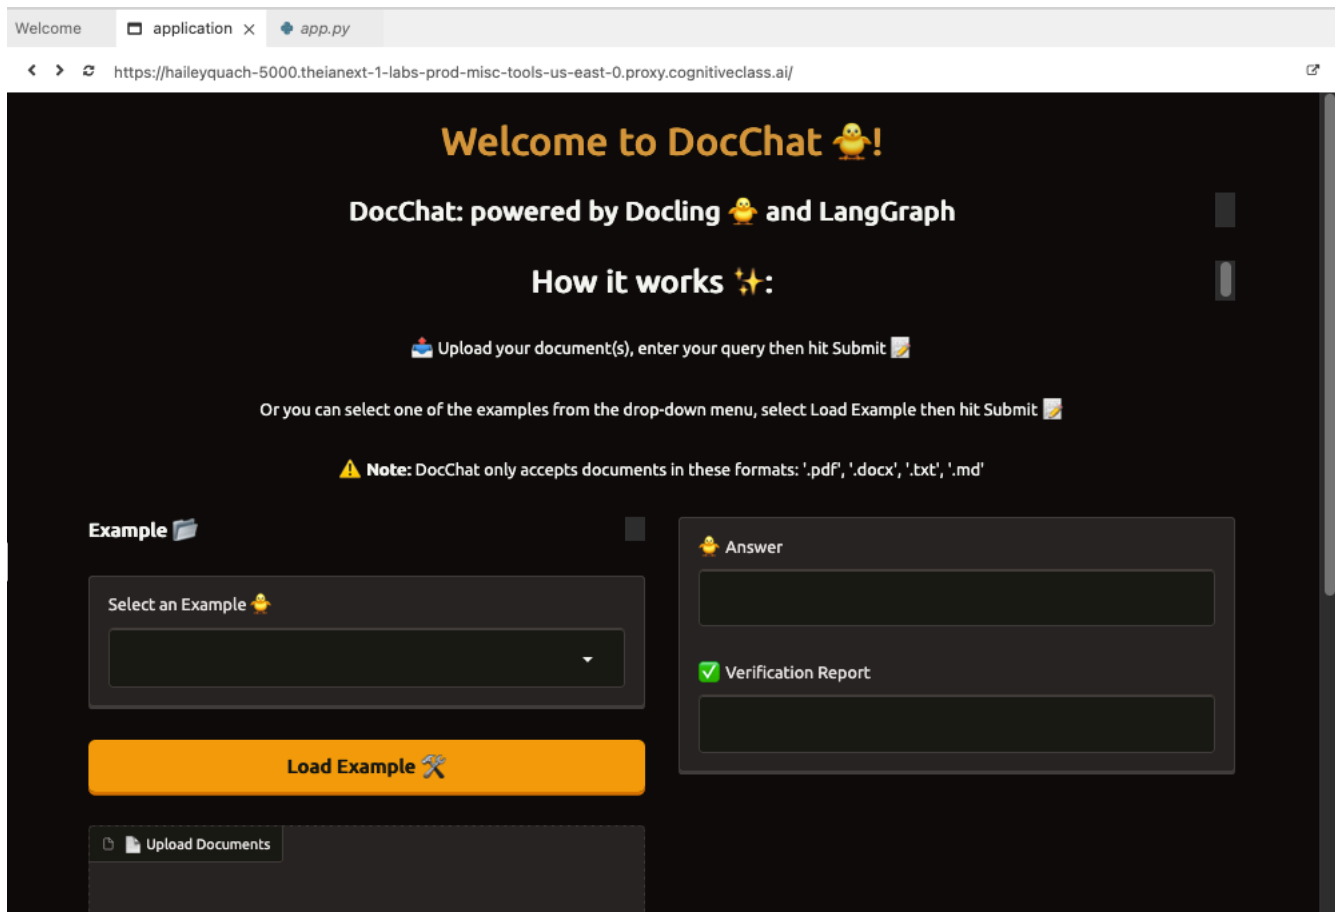 Welcome
application
app.py
https://haileyquach-5000.theianext-1-labs-prod-misc-tools-us-east-0.proxy.cognitiveclass.ai/
Welcome to DocChat 🐥!
DocChat: powered by Docling 🐥 and LangGraph
How it works ✨:
📤 Upload your document(s), enter your query then hit Submit 📝
Or you can select one of the examples from the drop-down menu, select Load Example then hit Submit 📝
⚠️ Note: DocChat only accepts documents in these formats: '.pdf', '.docx', '.txt', '.md'
Example 📂
Select an Example 🐥
Load Example 🛠️
📄 Upload Documents
🐥 Answer
✅ Verification Report